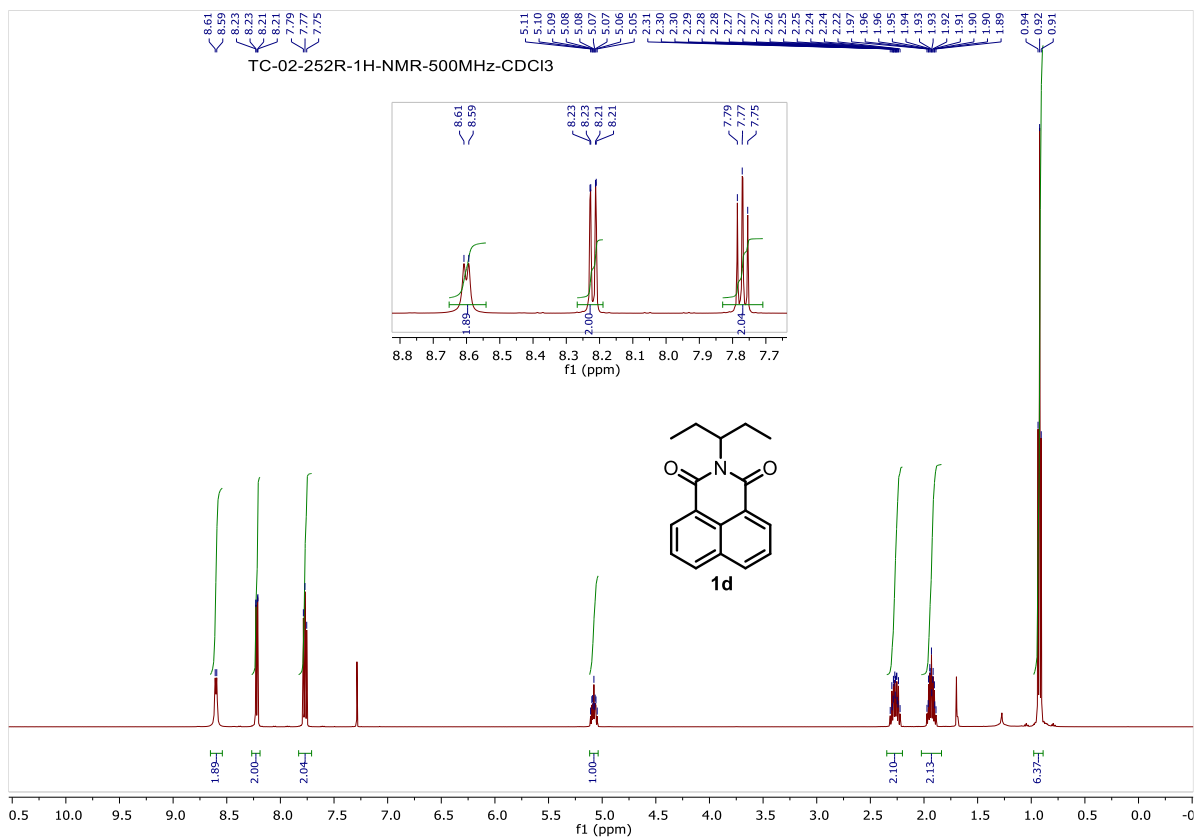 8.61 8.59 8.23 8.23 8.21 8.21 7.79 7.77 7.75 5.11 5.10 5.09 5.08 5.08 5.07 5.07 5.06 5.05 2.31 2.30 2.30 2.29 2.28 2.28 2.27 2.27 2.27 2.26 2.25 2.25 2.24 2.24 2.22 1.97 1.96 1.96 1.95 1.94 1.93 1.93 1.92 1.91 1.90 1.90 1.89 0.94 0.92 0.91
TC-02-252R-1H-NMR-500MHz-CDCl3
8.61 8.59 8.23 8.23 8.21 8.21 7.79 7.77 7.75
1.89 2.00 2.04
8.8 8.7 8.6 8.5 8.4 8.3 8.2 8.1 8.0 7.9 7.8 7.7
f1 (ppm)
O N O
1d
1.89 2.00 2.04 1.00 2.10 2.13 6.37
0.5 10.0 9.5 9.0 8.5 8.0 7.5 7.0 6.5 6.0 5.5 5.0 4.5 4.0 3.5 3.0 2.5 2.0 1.5 1.0 0.5 0.0 -0
f1 (ppm)